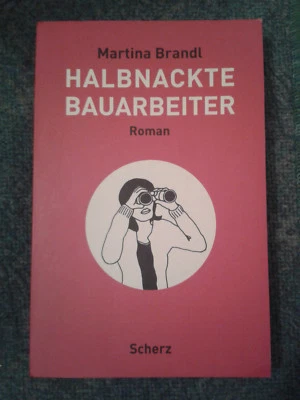 Martina Brandl
HALBNACKTE
BAUARBEITER
Roman
Scherz